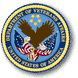 DEPARTMENT OF VETERANS AFFAIRS
UNITED STATES OF AMERICA